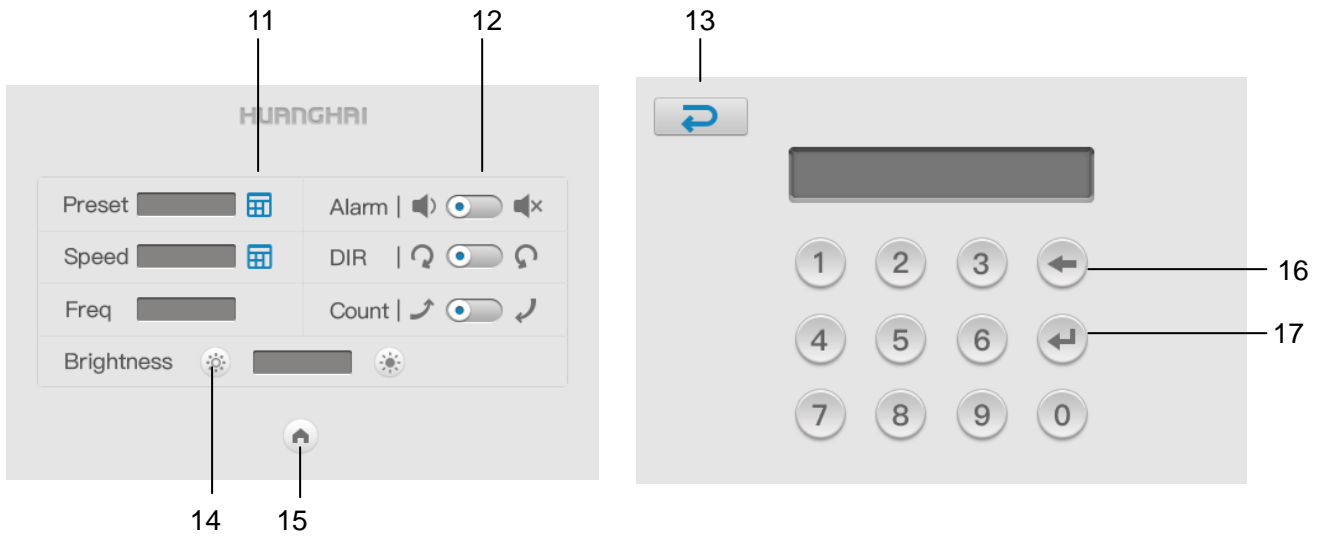 11 12 13
HUANGHAI
Preset Alarm |
Speed DIR |
Freq Count |
Brightness
1 2 3
16
4 5 6
17
7 8 9 0
14 15